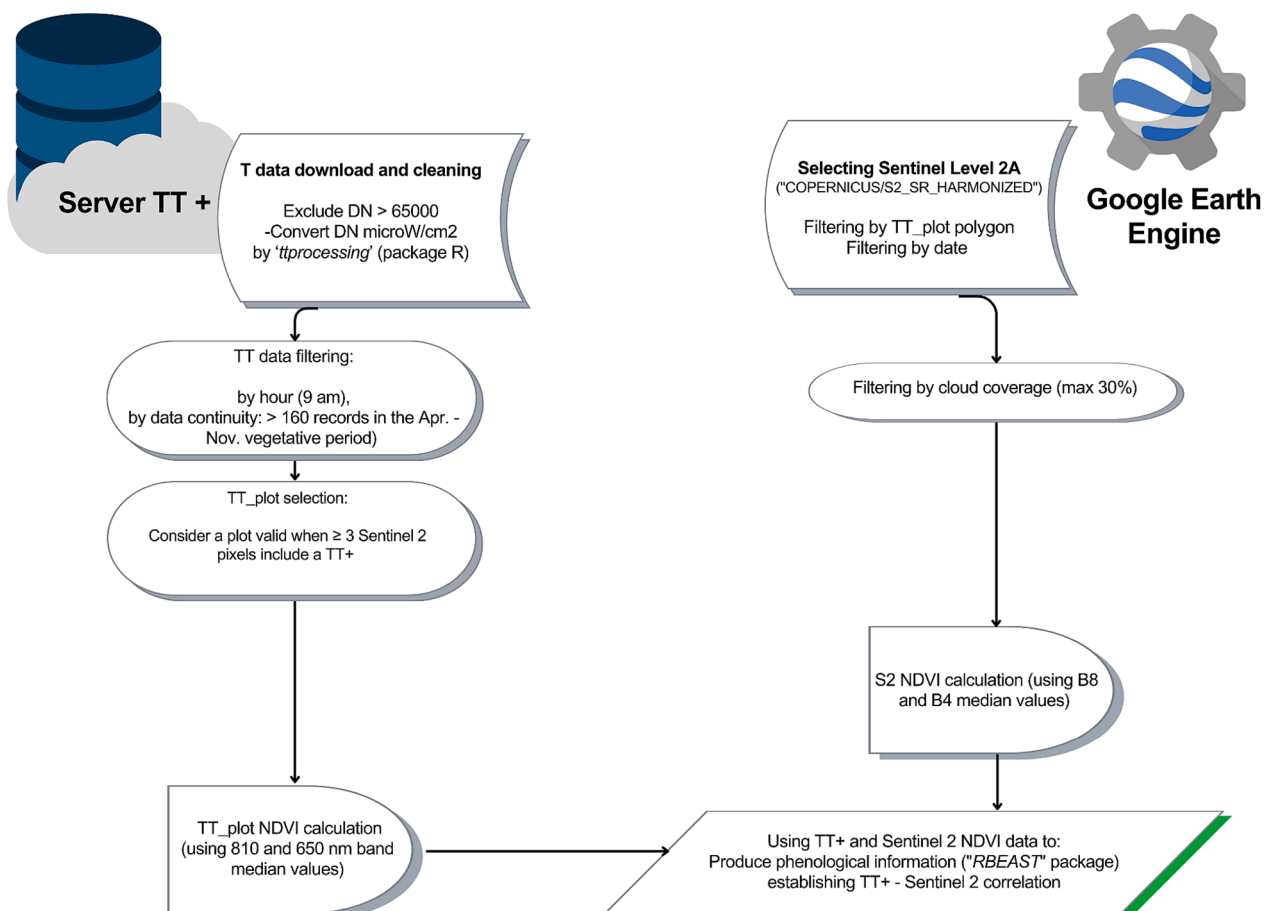 Server TT +
T data download and cleaning
Exclude DN > 65000
-Convert DN microW/cm2
by ‘ttprocessing’ (package R)
TT data filtering:
by hour (9 am),
by data continuity: > 160 records in the Apr. -
Nov. vegetative period)
TT_plot selection:
Consider a plot valid when ≥ 3 Sentinel 2
pixels include a TT+
TT_plot NDVI calculation
(using 810 and 650 nm band
median values)
Google Earth
Engine
Selecting Sentinel Level 2A
("COPERNICUS/S2_SR_HARMONIZED")
Filtering by TT_plot polygon
Filtering by date
Filtering by cloud coverage (max 30%)
S2 NDVI calculation (using B8
and B4 median values)
Using TT+ and Sentinel 2 NDVI data to:
Produce phenological information ("RBEAST" package)
establishing TT+ - Sentinel 2 correlation